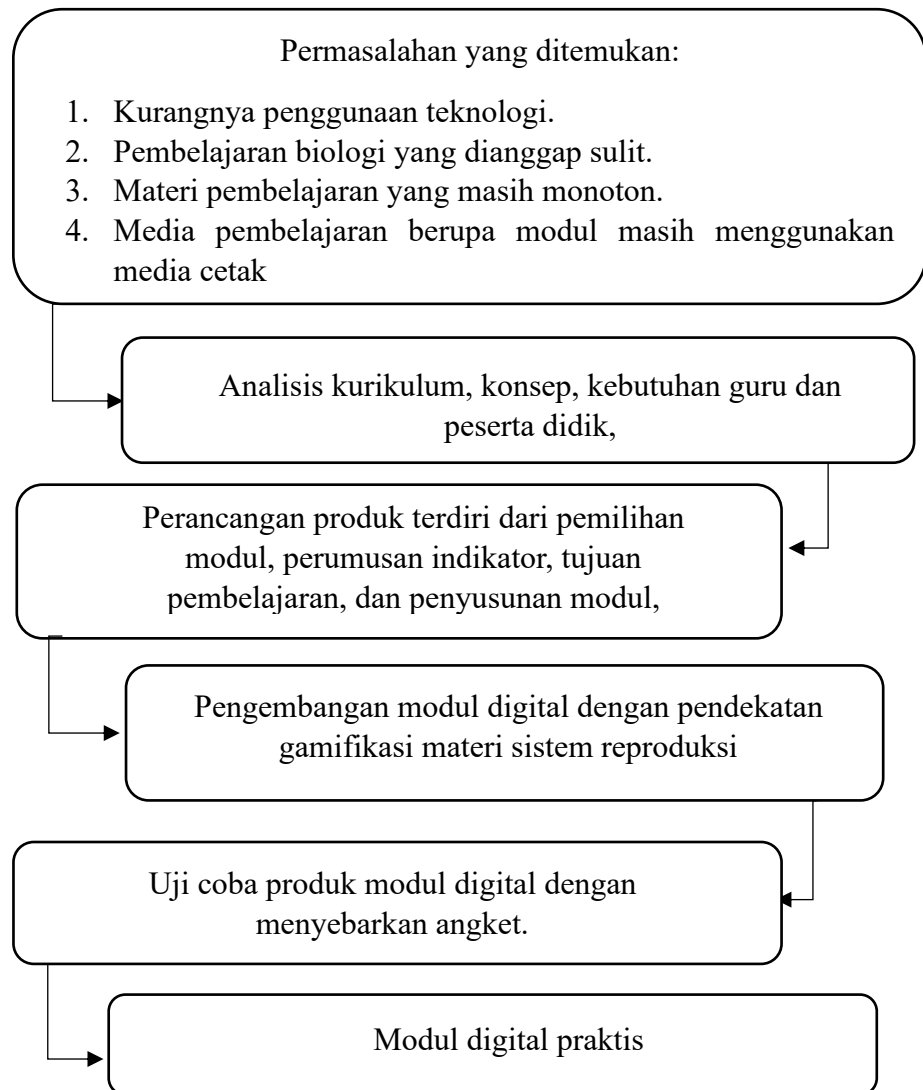 Permasalahan yang ditemukan:
1. Kurangnya penggunaan teknologi.
2. Pembelajaran biologi yang dianggap sulit.
3. Materi pembelajaran yang masih monoton.
4. Media pembelajaran berupa modul masih menggunakan
media cetak
Analisis kurikulum, konsep, kebutuhan guru dan
peserta didik,
Perancangan produk terdiri dari pemilihan
modul, perumusan indikator, tujuan
pembelajaran, dan penyusunan modul,
Pengembangan modul digital dengan pendekatan
gamifikasi materi sistem reproduksi
Uji coba produk modul digital dengan
menyebarkan angket.
Modul digital praktis